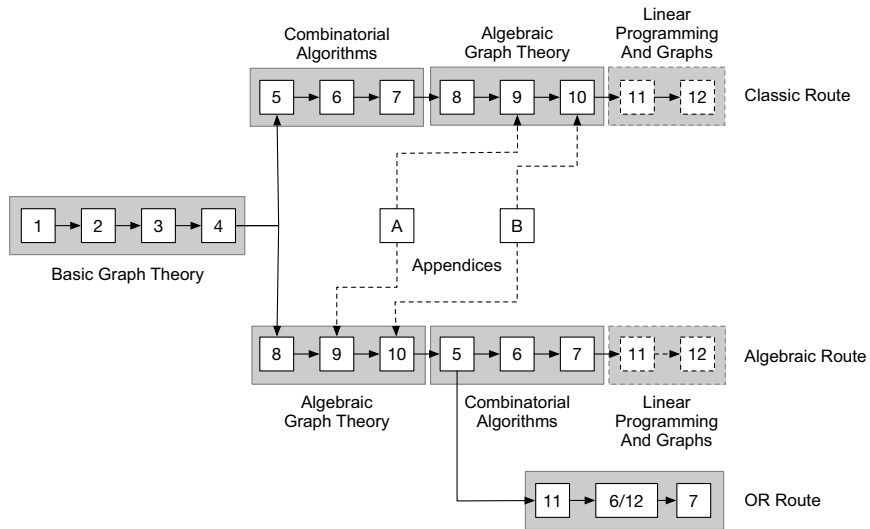 Combinatorial
Algorithms
Algebraic
Graph Theory
Linear
Programming
And Graphs
5
6
7
8
9
10
11
12
Classic Route
1
2
3
4
Basic Graph Theory
A
B
Appendices
8
9
10
5
6
7
11
12
Algebraic Route
Algebraic
Graph Theory
Combinatorial
Algorithms
Linear
Programming
And Graphs
11
6/12
7
OR Route